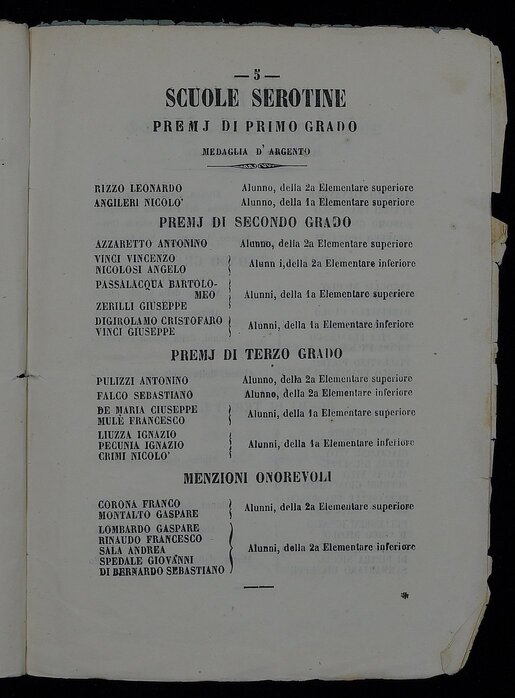 — 5 —
SCUOLE SEROTINE
PREMJ DI PRIMO GRADO
MEDAGLIA D' ARGENTO
RIZZO LEONARDO Alunno, della 2a Elementare superiore
ANGILERI NICOLO' Alunno, della 1a Elementare superiore
PREMJ DI SECONDO GRADO
AZZARETTO ANTONINO Alunno, della 2a Elementare superiore
VINCI VINCENZO
NICOLOSI ANGELO
Alunn i, della 2a Elementare inferiore
PASSALACQUA BARTOLO-
MEO
ZERILLI GIUSEPPE
Alunni, della 1a Elementare superiore
DIGIROLAMO CRISTOFARO
VINCI GIUSEPPE
Alunni, della 1a Elementare inferiore
PREMJ DI TERZO GRADO
PULIZZI ANTONINO Alunno, della 2a Elementare superiore
FALCO SEBASTIANO Alunno, della 2a Elementare inferiore
DE MARIA GIUSEPPE
MULÈ FRANCESCO
Alunni, della 1a Elementare superiore
LIUZZA IGNAZIO
PECUNIA IGNAZIO
CRIMI NICOLO'
Alunni, della 1a Elementare inferiore
MENZIONI ONOREVOLI
CORONA FRANCO
MONTALTO GASPARE
Alunni, della 2a Elementare superiore
LOMBARDO GASPARE
RINAUDO FRANCESCO
SALA ANDREA
SPEDALE GIOVANNI
DI BERNARDO SEBASTIANO
Alunni, della 2a Elementare inferiore
*